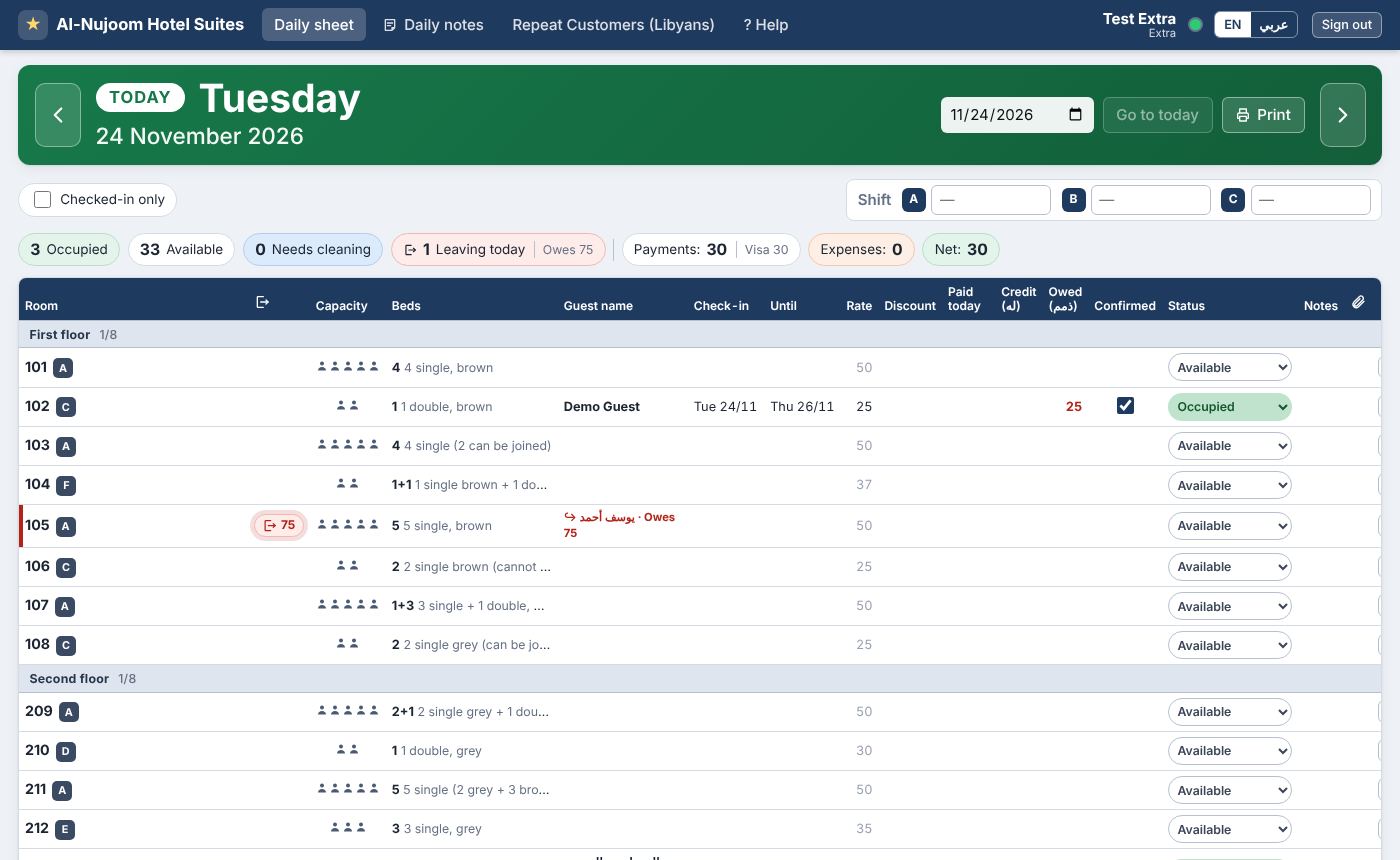 ★ Al-Nujoom Hotel Suites Daily sheet Daily notes Repeat Customers (Libyans) ? Help Test Extra Extra EN عربي Sign out
TODAY Tuesday
24 November 2026
11/24/2026 Go to today Print
Checked-in only Shift A — B — C —
3 Occupied 33 Available 0 Needs cleaning 1 Leaving today Owes 75 Payments: 30 Visa 30 Expenses: 0 Net: 30
Room Capacity Beds Guest name Check-in Until Rate Discount Paid today Credit (له) Owed (ذمم) Confirmed Status Notes
First floor 1/8
101 A 4 4 single, brown 50 Available
102 C 1 1 double, brown Demo Guest Tue 24/11 Thu 26/11 25 25 Occupied
103 A 4 4 single (2 can be joined) 50 Available
104 F 1+1 1 single brown + 1 do... 37 Available
105 A 75 5 5 single, brown ↪ يوسف أحمد · Owes 75 50 Available
106 C 2 2 single brown (cannot ... 25 Available
107 A 1+3 3 single + 1 double, ... 50 Available
108 C 2 2 single grey (can be jo... 25 Available
Second floor 1/8
209 A 2+1 2 single grey + 1 dou... 50 Available
210 D 1 1 double, grey 30 Available
211 A 5 5 single (2 grey + 3 bro... 50 Available
212 E 3 3 single, grey 35 Available